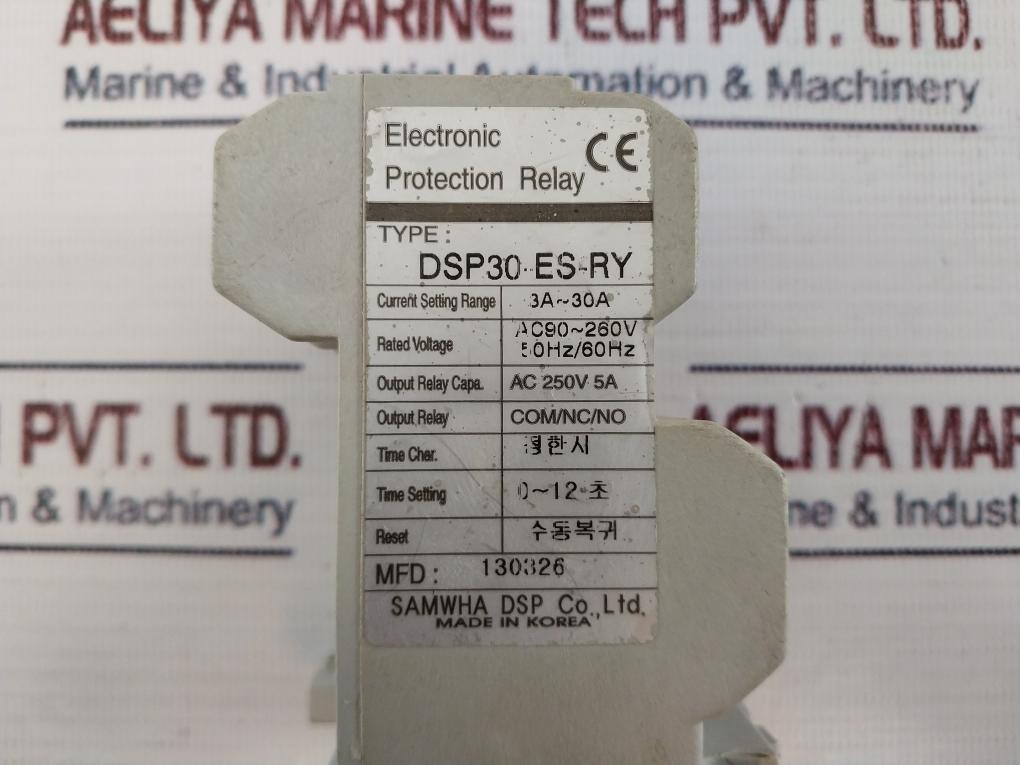 AELIYA MARINE TECH PVT. LTD.
Marine & Industrial Automation & Machinery
Electronic
Protection Relay CE
TYPE :
DSP30-ES-RY
Current Setting Range 3A~30A
Rated Voltage AC90~260V
50Hz/60Hz
Output Relay Capa. AC 250V 5A
Output Relay COM/NC/NO
Time Char. 정한시
Time Setting 0~12 초
Reset 수동복귀
MFD : 130326
SAMWHA DSP Co.,Ltd.
MADE IN KOREA
H PVT. LTD.
n & Machinery
AELIYA MAR
ne & Indust